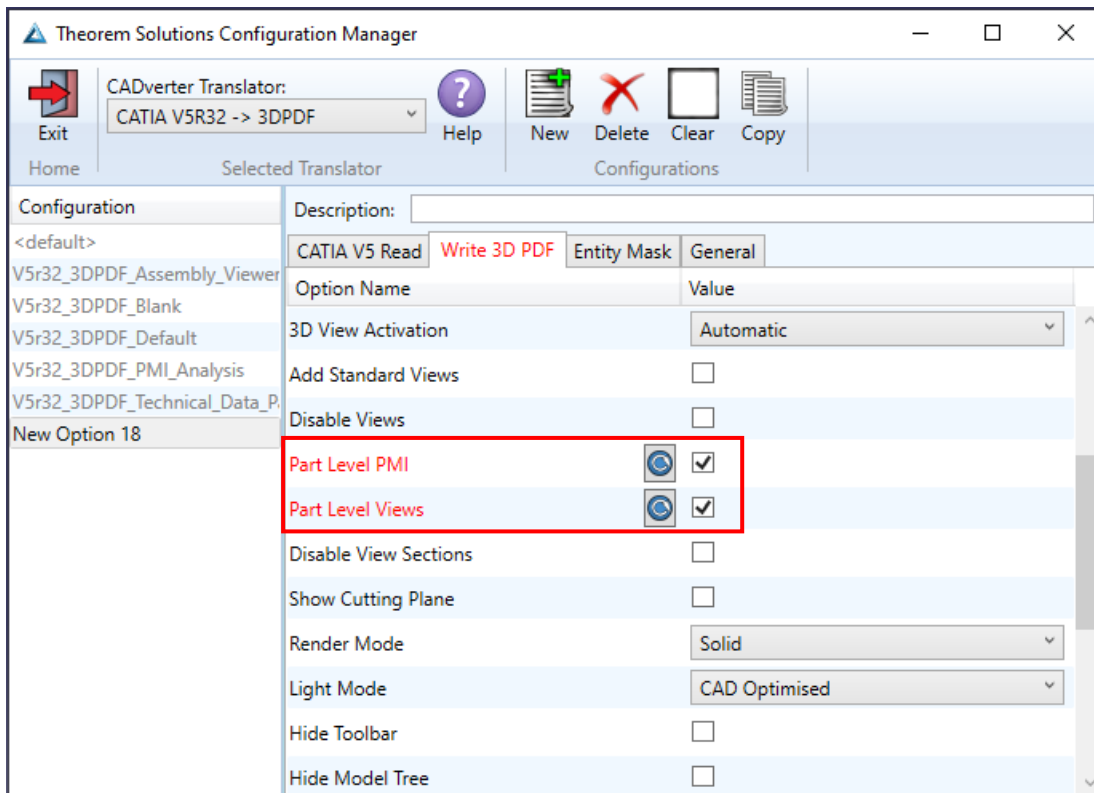 Theorem Solutions Configuration Manager
CADverter Translator:
CATIA V5R32 -> 3DPDF
Exit
Help
New
Delete
Clear
Copy
Home
Selected Translator
Configurations
Configuration
Description:
<default>
V5r32_3DPDF_Assembly_Viewer
V5r32_3DPDF_Blank
V5r32_3DPDF_Default
V5r32_3DPDF_PMI_Analysis
V5r32_3DPDF_Technical_Data_P
New Option 18
CATIA V5 Read
Write 3D PDF
Entity Mask
General
Option Name
Value
3D View Activation
Automatic
Add Standard Views
Disable Views
Part Level PMI
Part Level Views
Disable View Sections
Show Cutting Plane
Render Mode
Solid
Light Mode
CAD Optimised
Hide Toolbar
Hide Model Tree